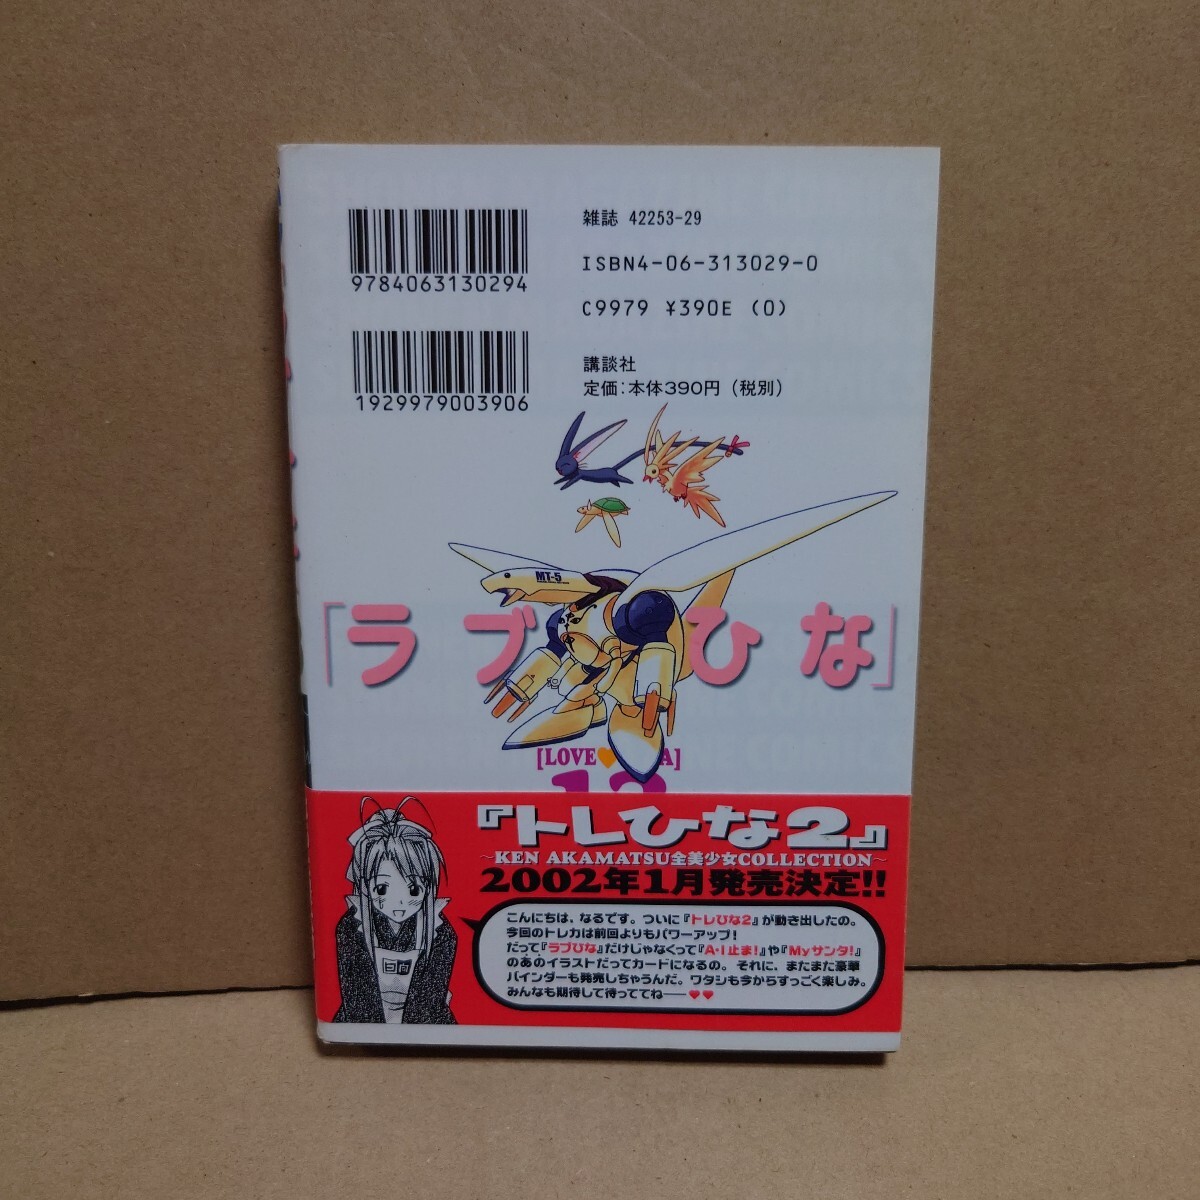 9784063130294
1929979003906
雑誌 42253-29
ISBN4-06-313029-0
C9979 ¥390E (0)
講談社
定価:本体390円(税別)
MT-5
「ラブひな」
[LOVE♥ A]
『トレひな2』
~KEN AKAMATSU全美少女COLLECTION~
2002年1月発売決定!!
こんにちは、なるです。ついに『トレひな2』が動き出したの。
今回のトレカは前回よりもパワーアップ!
だって『ラブひな』だけじゃなくって『A・I止ま!』や『Myサンタ!』
のあのイラストだってカードになるの。それに、またまた豪華
バインダーも発売しちゃうんだ。ワタシも今からすっごく楽しみ。
みんなも期待して待っててね——♥♥
日向